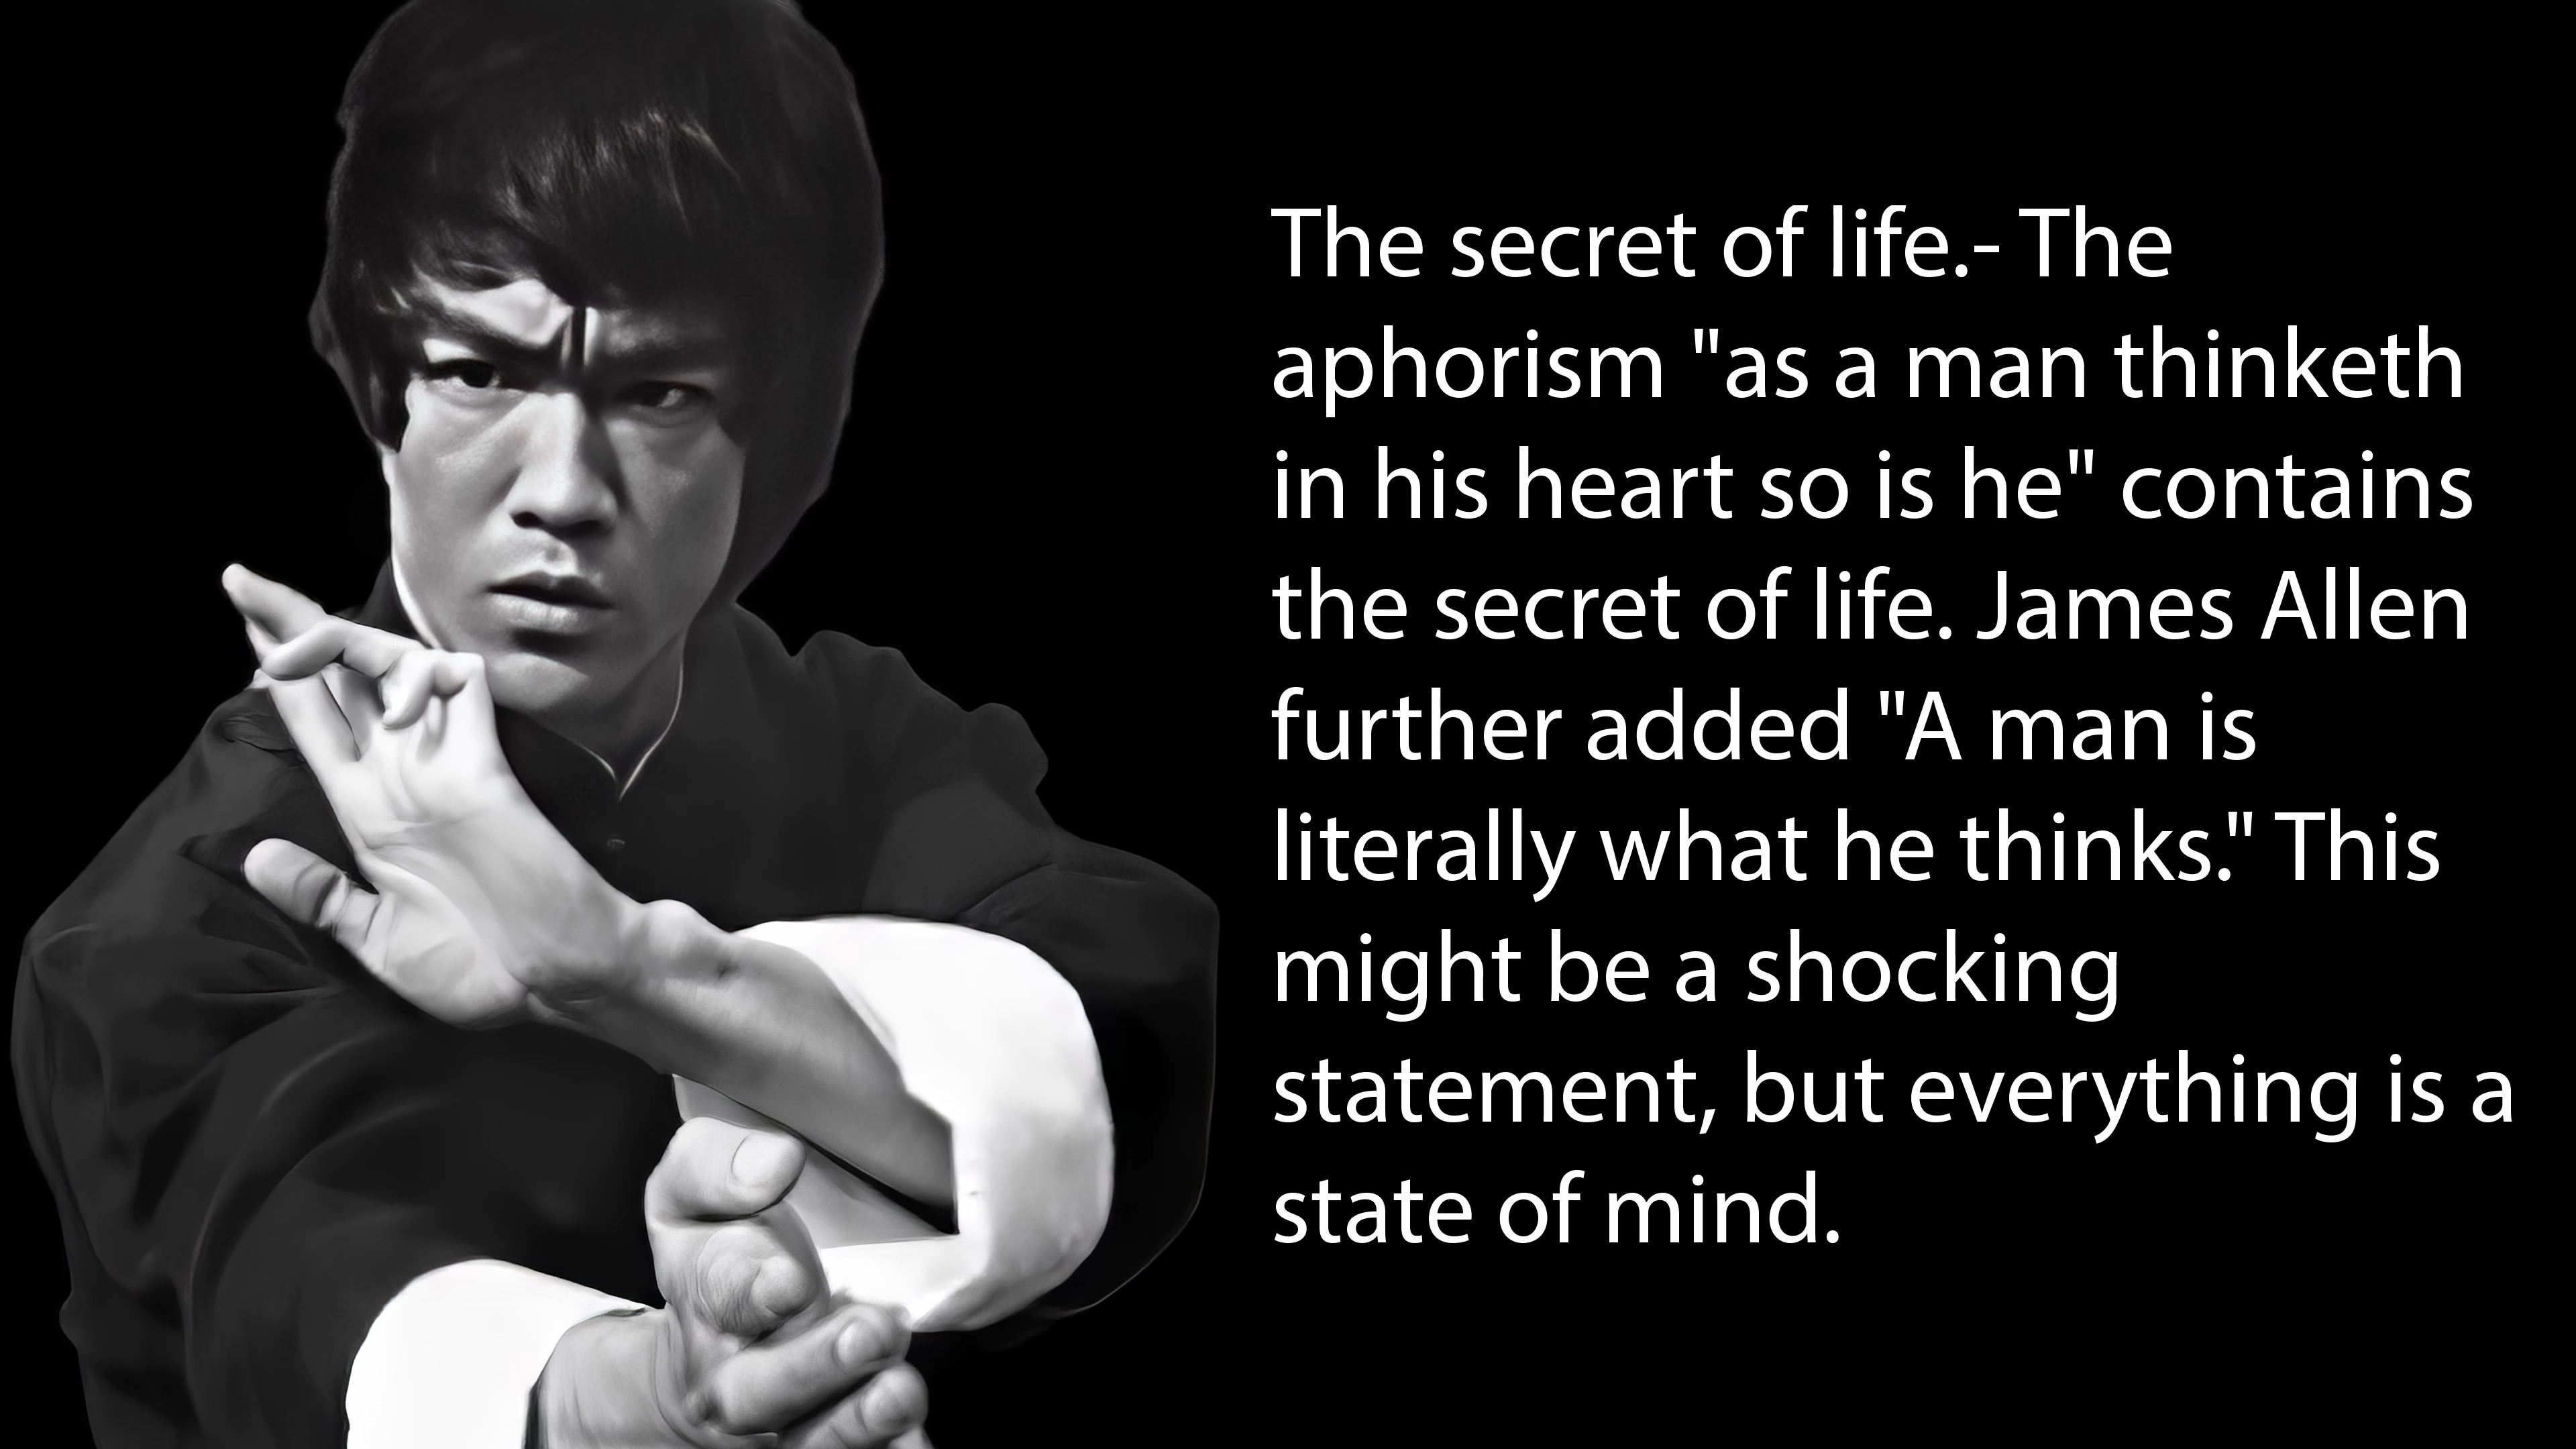 The secret of life.- The
aphorism "as a man thinketh
in his heart so is he" contains
the secret of life. James Allen
further added "A man is
literally what he thinks." This
might be a shocking
statement, but everything is a
state of mind.